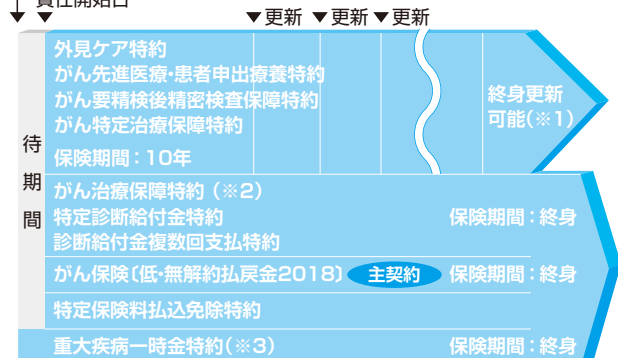 責任開始日
▼更新 ▼更新 ▼更新
外見ケア特約
がん先進医療・患者申出療養特約
がん要精検後精密検査保障特約
がん特定治療保障特約
保険期間：10年
終身更新
可能(※1)
待期間
がん治療保障特約（※2）
特定診断給付金特約
診断給付金複数回支払特約
保険期間：終身
がん保険〔低・無解約払戻金2018〕 主契約 保険期間：終身
特定保険料払込免除特約
重大疾病一時金特約(※3) 保険期間：終身